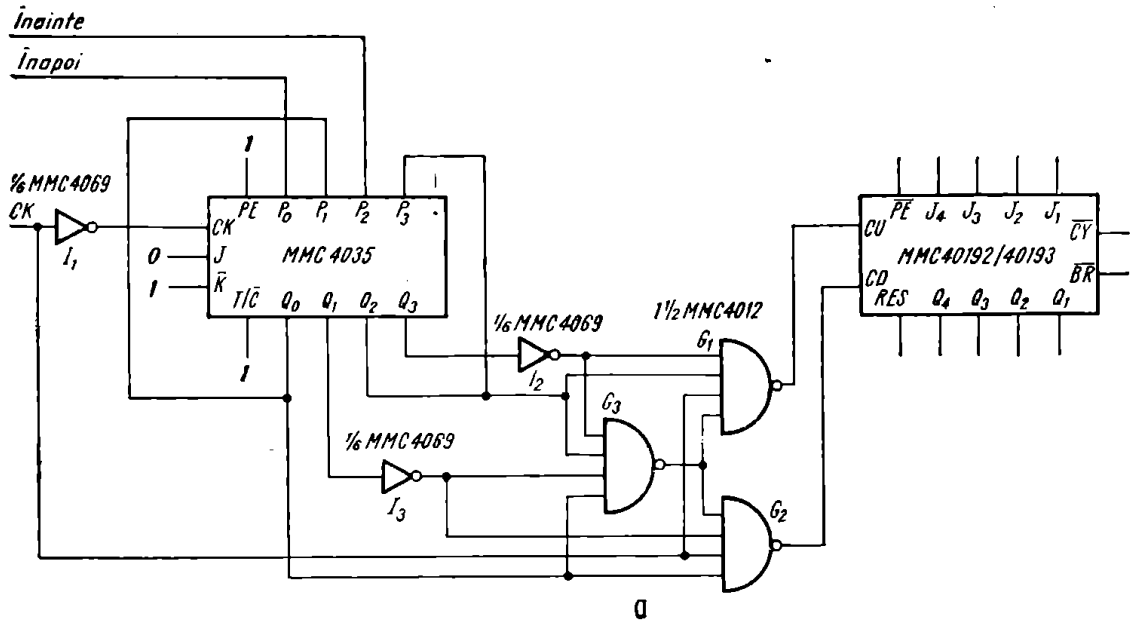 Înainte
Înapoi
1
1/6 MMC4069
CK
I1
PE P0 P1 P2 P3
CK
0 J MMC 4035
1 K̅
T/C̅ Q0 Q1 Q2 Q3
1
1/6 MMC4069
I2
1/6 MMC4069
I3
G3
1 1/2 MMC4012
G1
G2
P̅E̅ J4 J3 J2 J1
CU C̅Y̅
MMC40192/40193
CD B̅R̅
RES Q4 Q3 Q2 Q1
a